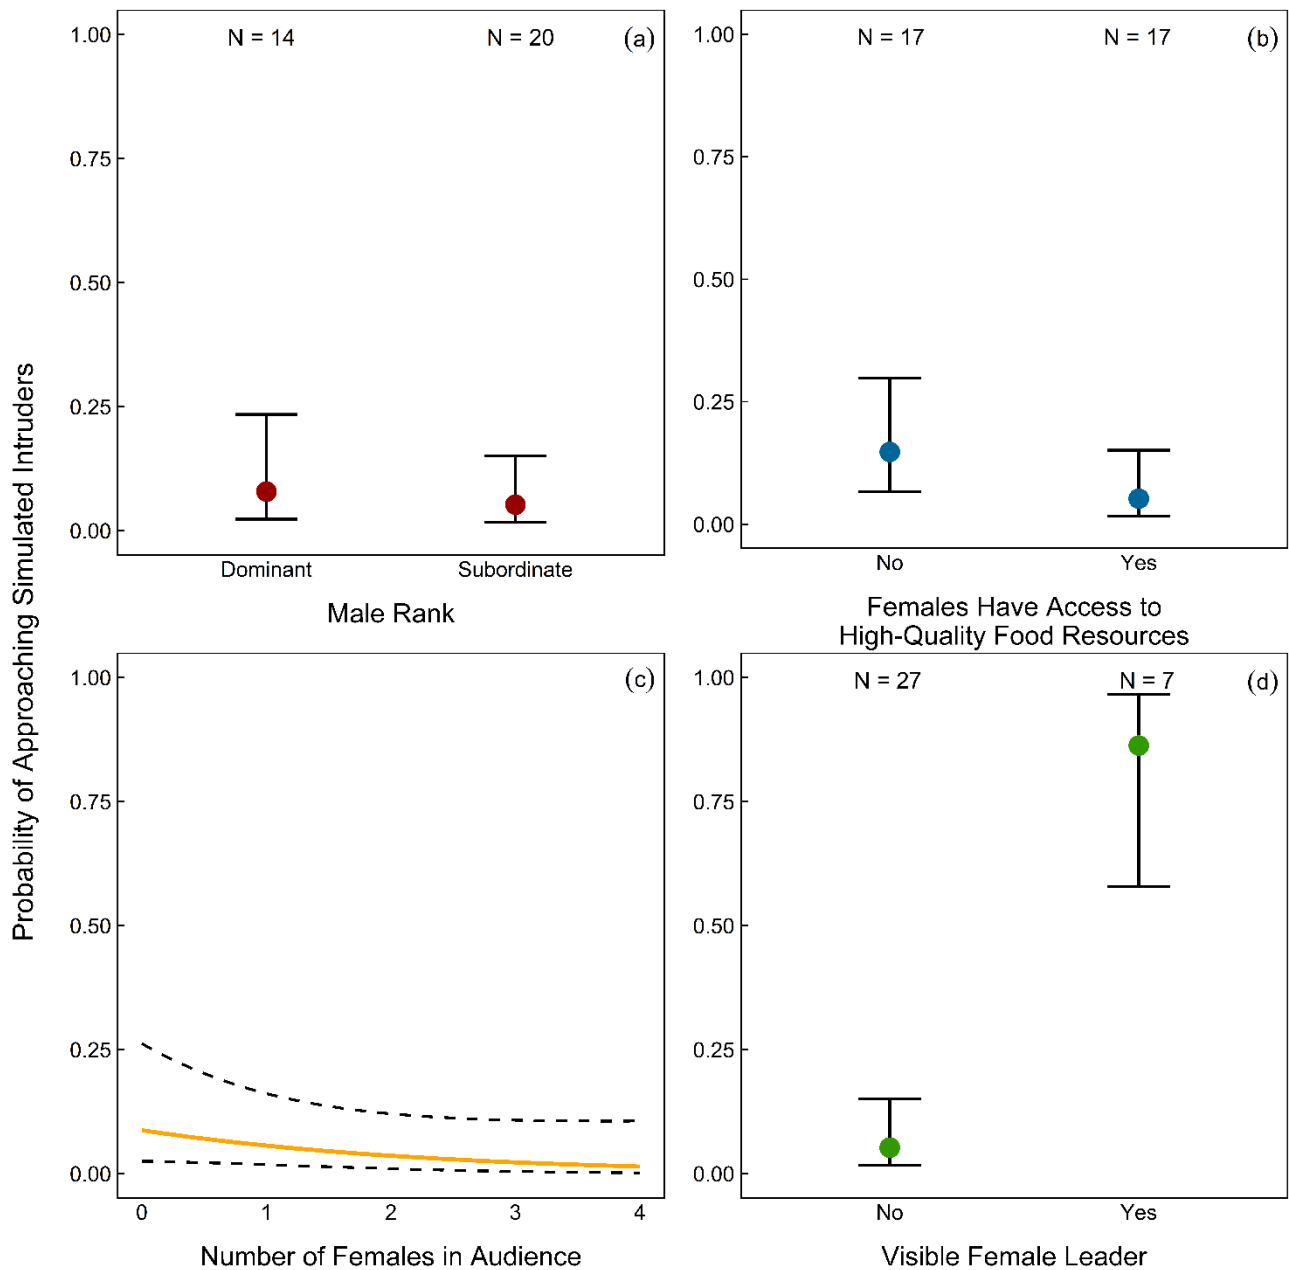 Probability of Approaching Simulated Intruders
N = 14 N = 20 (a)
1.00
0.75
0.50
0.25
0.00
Dominant Subordinate
Male Rank
N = 17 N = 17 (b)
1.00
0.75
0.50
0.25
0.00
No Yes
Females Have Access to
High-Quality Food Resources
(c)
1.00
0.75
0.50
0.25
0.00
0 1 2 3 4
Number of Females in Audience
N = 27 N = 7 (d)
1.00
0.75
0.50
0.25
0.00
No Yes
Visible Female Leader